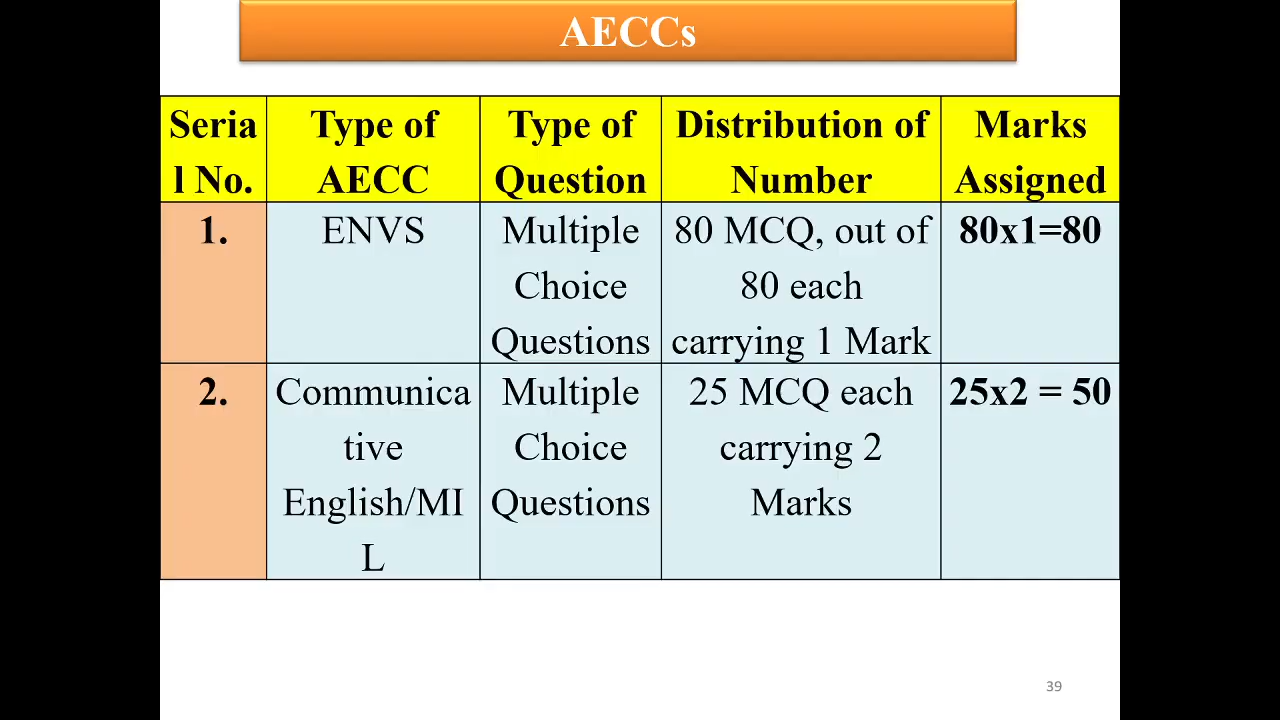 AECCs
Seria
l No.
Type of
AECC
Type of
Question
Distribution of
Number
Marks
Assigned
1.
ENVS
Multiple
Choice
Questions
80 MCQ, out of
80 each
carrying 1 Mark
80x1=80
2.
Communica
tive
English/MI
L
Multiple
Choice
Questions
25 MCQ each
carrying 2
Marks
25x2 = 50
39